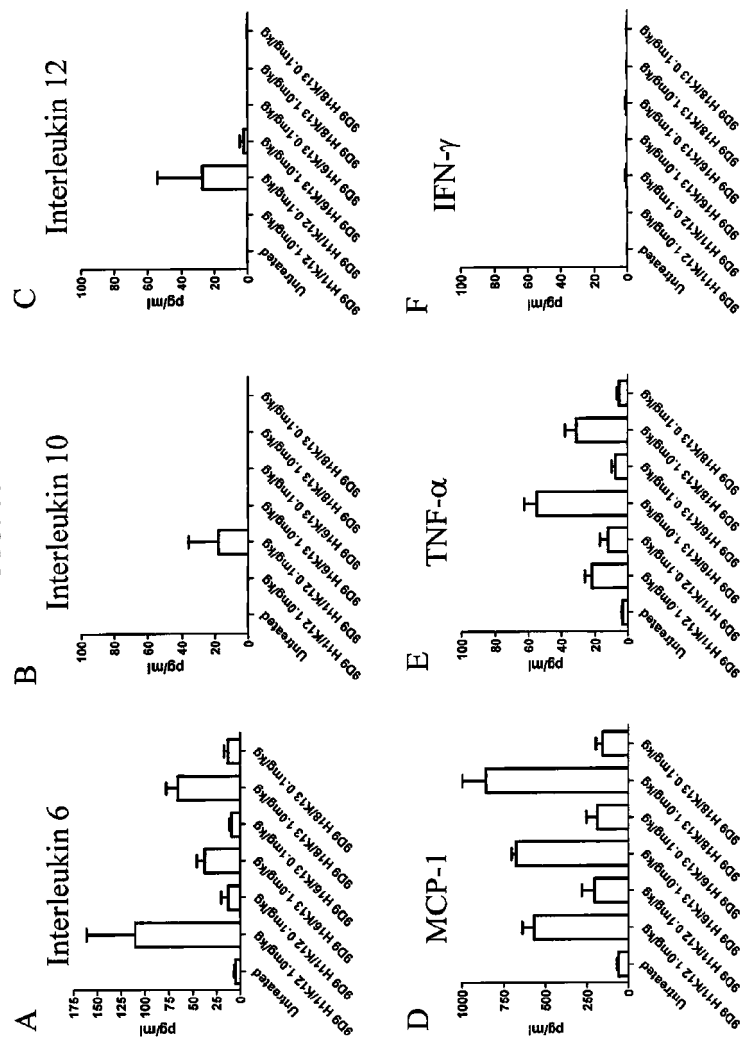 A
Interleukin 6
pg/ml
175
150
125
100
75
50
25
0
Untreated
9D9 H11/K12 1.0mg/kg
9D9 H11/K12 0.1mg/kg
9D9 H16/K13 1.0mg/kg
9D9 H16/K13 0.1mg/kg
9D9 H18/K13 1.0mg/kg
9D9 H18/K13 0.1mg/kg
B
Interleukin 10
pg/ml
100
80
60
40
20
0
Untreated
9D9 H11/K12 1.0mg/kg
9D9 H11/K12 0.1mg/kg
9D9 H16/K13 1.0mg/kg
9D9 H16/K13 0.1mg/kg
9D9 H18/K13 1.0mg/kg
9D9 H18/K13 0.1mg/kg
C
Interleukin 12
pg/ml
100
80
60
40
20
0
Untreated
9D9 H11/K12 1.0mg/kg
9D9 H11/K12 0.1mg/kg
9D9 H16/K13 1.0mg/kg
9D9 H16/K13 0.1mg/kg
9D9 H18/K13 1.0mg/kg
9D9 H18/K13 0.1mg/kg
D
MCP-1
pg/ml
1000
750
500
250
0
Untreated
9D9 H11/K12 1.0mg/kg
9D9 H11/K12 0.1mg/kg
9D9 H16/K13 1.0mg/kg
9D9 H16/K13 0.1mg/kg
9D9 H18/K13 1.0mg/kg
9D9 H18/K13 0.1mg/kg
E
TNF-α
pg/ml
100
80
60
40
20
0
Untreated
9D9 H11/K12 1.0mg/kg
9D9 H11/K12 0.1mg/kg
9D9 H16/K13 1.0mg/kg
9D9 H16/K13 0.1mg/kg
9D9 H18/K13 1.0mg/kg
9D9 H18/K13 0.1mg/kg
F
IFN-γ
pg/ml
100
80
60
40
20
0
Untreated
9D9 H11/K12 1.0mg/kg
9D9 H11/K12 0.1mg/kg
9D9 H16/K13 1.0mg/kg
9D9 H16/K13 0.1mg/kg
9D9 H18/K13 1.0mg/kg
9D9 H18/K13 0.1mg/kg